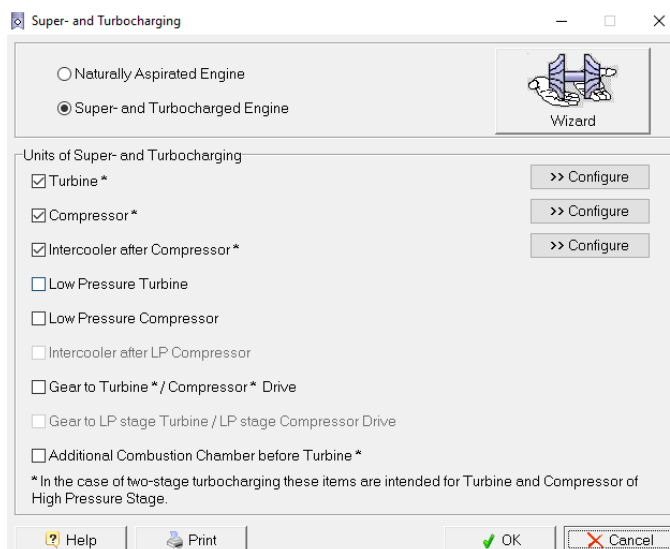 Super- and Turbocharging
Naturally Aspirated Engine
Super- and Turbocharged Engine
Wizard
Units of Super- and Turbocharging
Turbine *
>> Configure
Compressor *
>> Configure
Intercooler after Compressor *
>> Configure
Low Pressure Turbine
Low Pressure Compressor
Intercooler after LP Compressor
Gear to Turbine * / Compressor * Drive
Gear to LP stage Turbine / LP stage Compressor Drive
Additional Combustion Chamber before Turbine *
* In the case of two-stage turbocharging these items are intended for Turbine and Compressor of
High Pressure Stage.
Help
Print
OK
Cancel